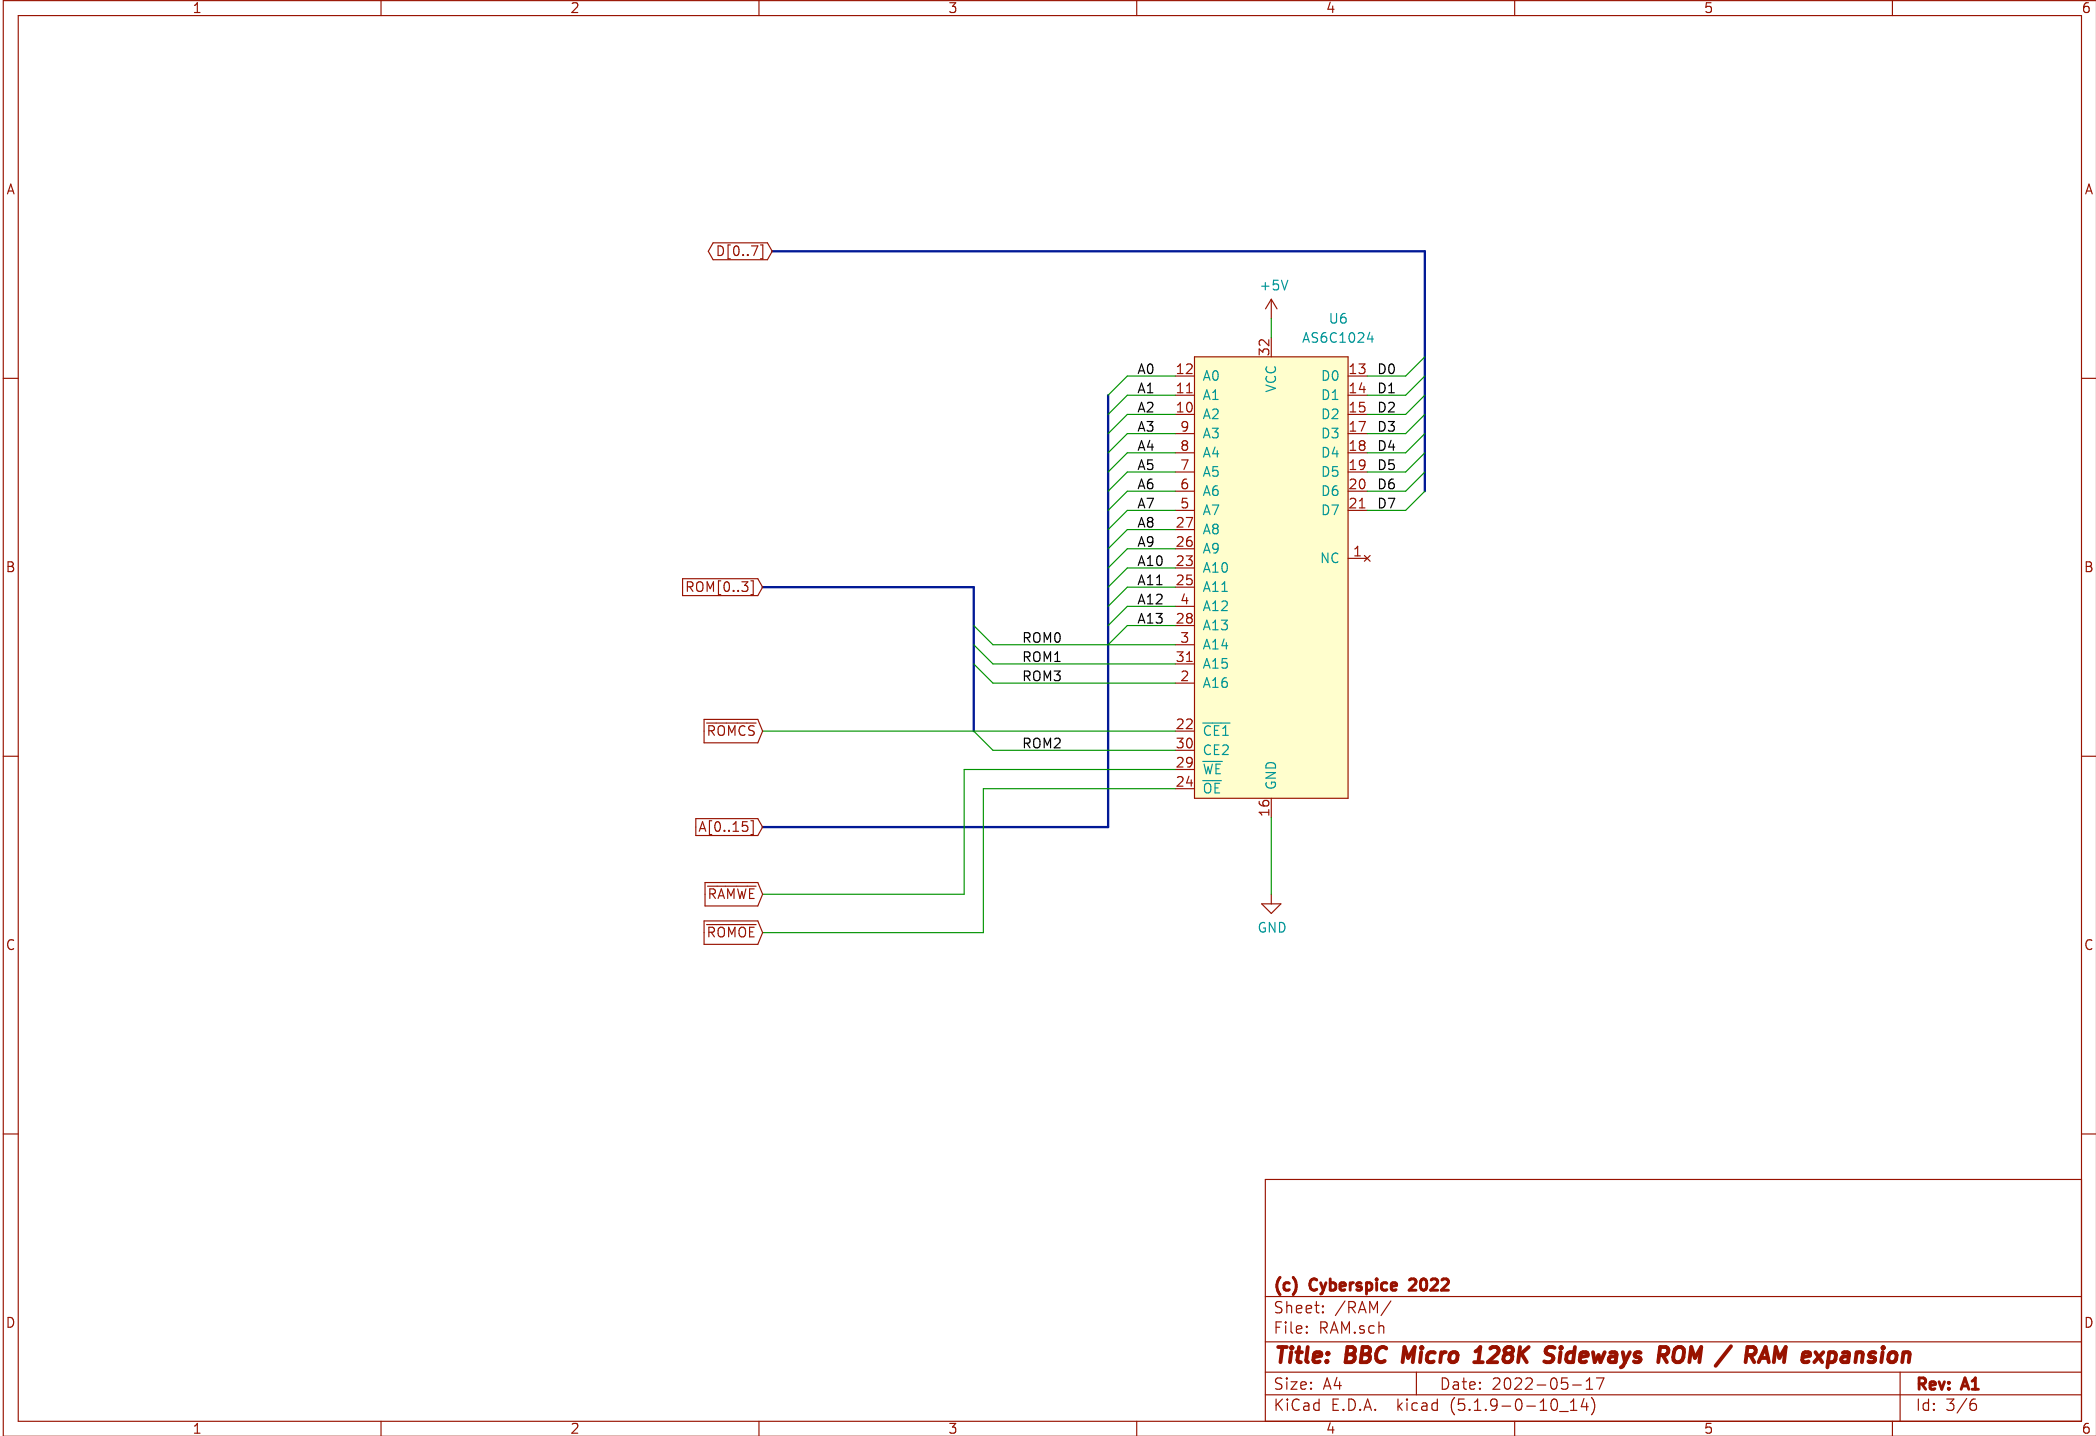 1 2 3 4 5 6
A A
D[0..7]
+5V
U6
AS6C1024
32
VCC
A0 12 A0 D0 13 D0
A1 11 A1 D1 14 D1
A2 10 A2 D2 15 D2
A3 9 A3 D3 17 D3
A4 8 A4 D4 18 D4
A5 7 A5 D5 19 D5
A6 6 A6 D6 20 D6
A7 5 A7 D7 21 D7
A8 27 A8
A9 26 A9 NC 1
B A10 23 A10 B
ROM[0..3] A11 25 A11
A12 4 A12
A13 28 A13
ROM0 3 A14
ROM1 31 A15
ROM3 2 A16
ROMCS 22 CE1
ROM2 30 CE2
29 WE
24 OE
GND
16
A[0..15]
RAMWE
ROMOE
GND
C C
(c) Cyberspice 2022
Sheet: /RAM/
File: RAM.sch
D D
Title: BBC Micro 128K Sideways ROM / RAM expansion
Size: A4 Date: 2022-05-17 Rev: A1
KiCad E.D.A. kicad (5.1.9-0-10_14) Id: 3/6
1 2 3 4 5 6